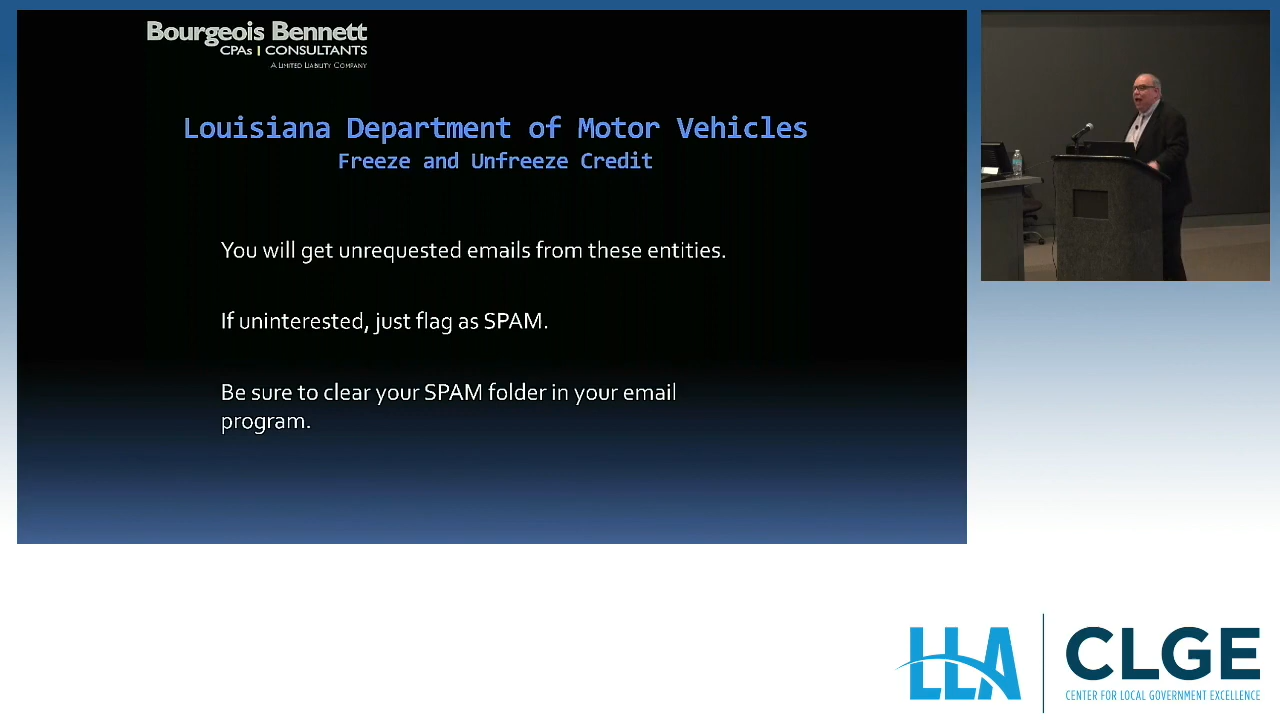 Bourgeois Bennett
CPAs | CONSULTANTS
A LIMITED LIABILITY COMPANY
Louisiana Department of Motor Vehicles
Freeze and Unfreeze Credit
You will get unrequested emails from these entities.
If uninterested, just flag as SPAM.
Be sure to clear your SPAM folder in your email
program.
LLA
CLGE
CENTER FOR LOCAL GOVERNMENT EXCELLENCE